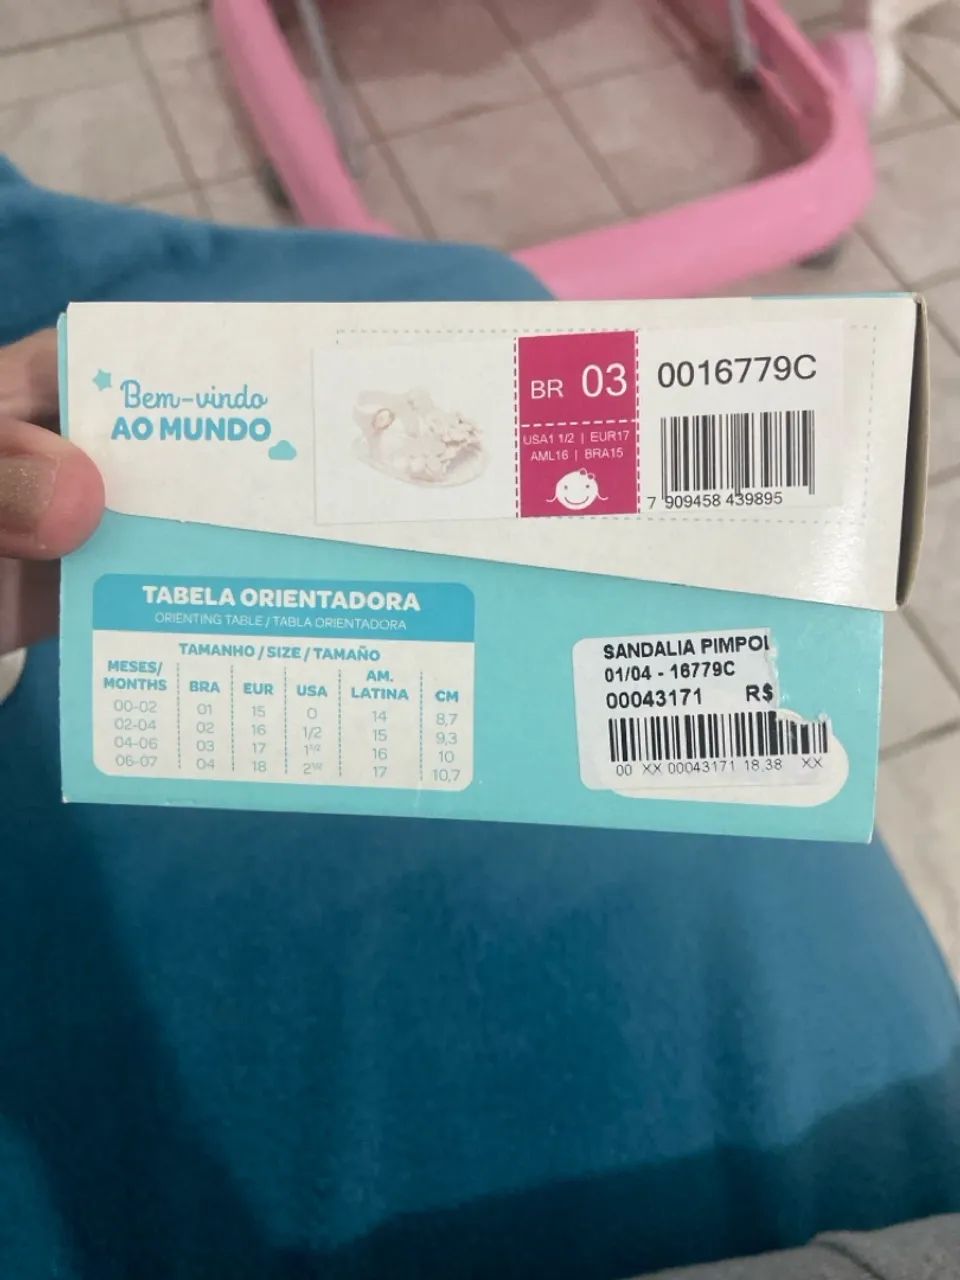 Bem-vindo
AO MUNDO
BR 03
USA1 1/2 | EUR17
AML16 | BRA15
0016779C
7 909458 439895
TABELA ORIENTADORA
ORIENTING TABLE / TABLA ORIENTADORA
TAMANHO / SIZE / TAMAÑO
MESES/ MONTHS BRA EUR USA AM. LATINA CM
00-02 01 15 0 14 8,7
02-04 02 16 1/2 15 9,3
04-06 03 17 1 1/2 16 10
06-07 04 18 2 1/2 17 10,7
SANDALIA PIMPOL
01/04 - 16779C
00043171 R$
00 XX 00043171 18.38 XX